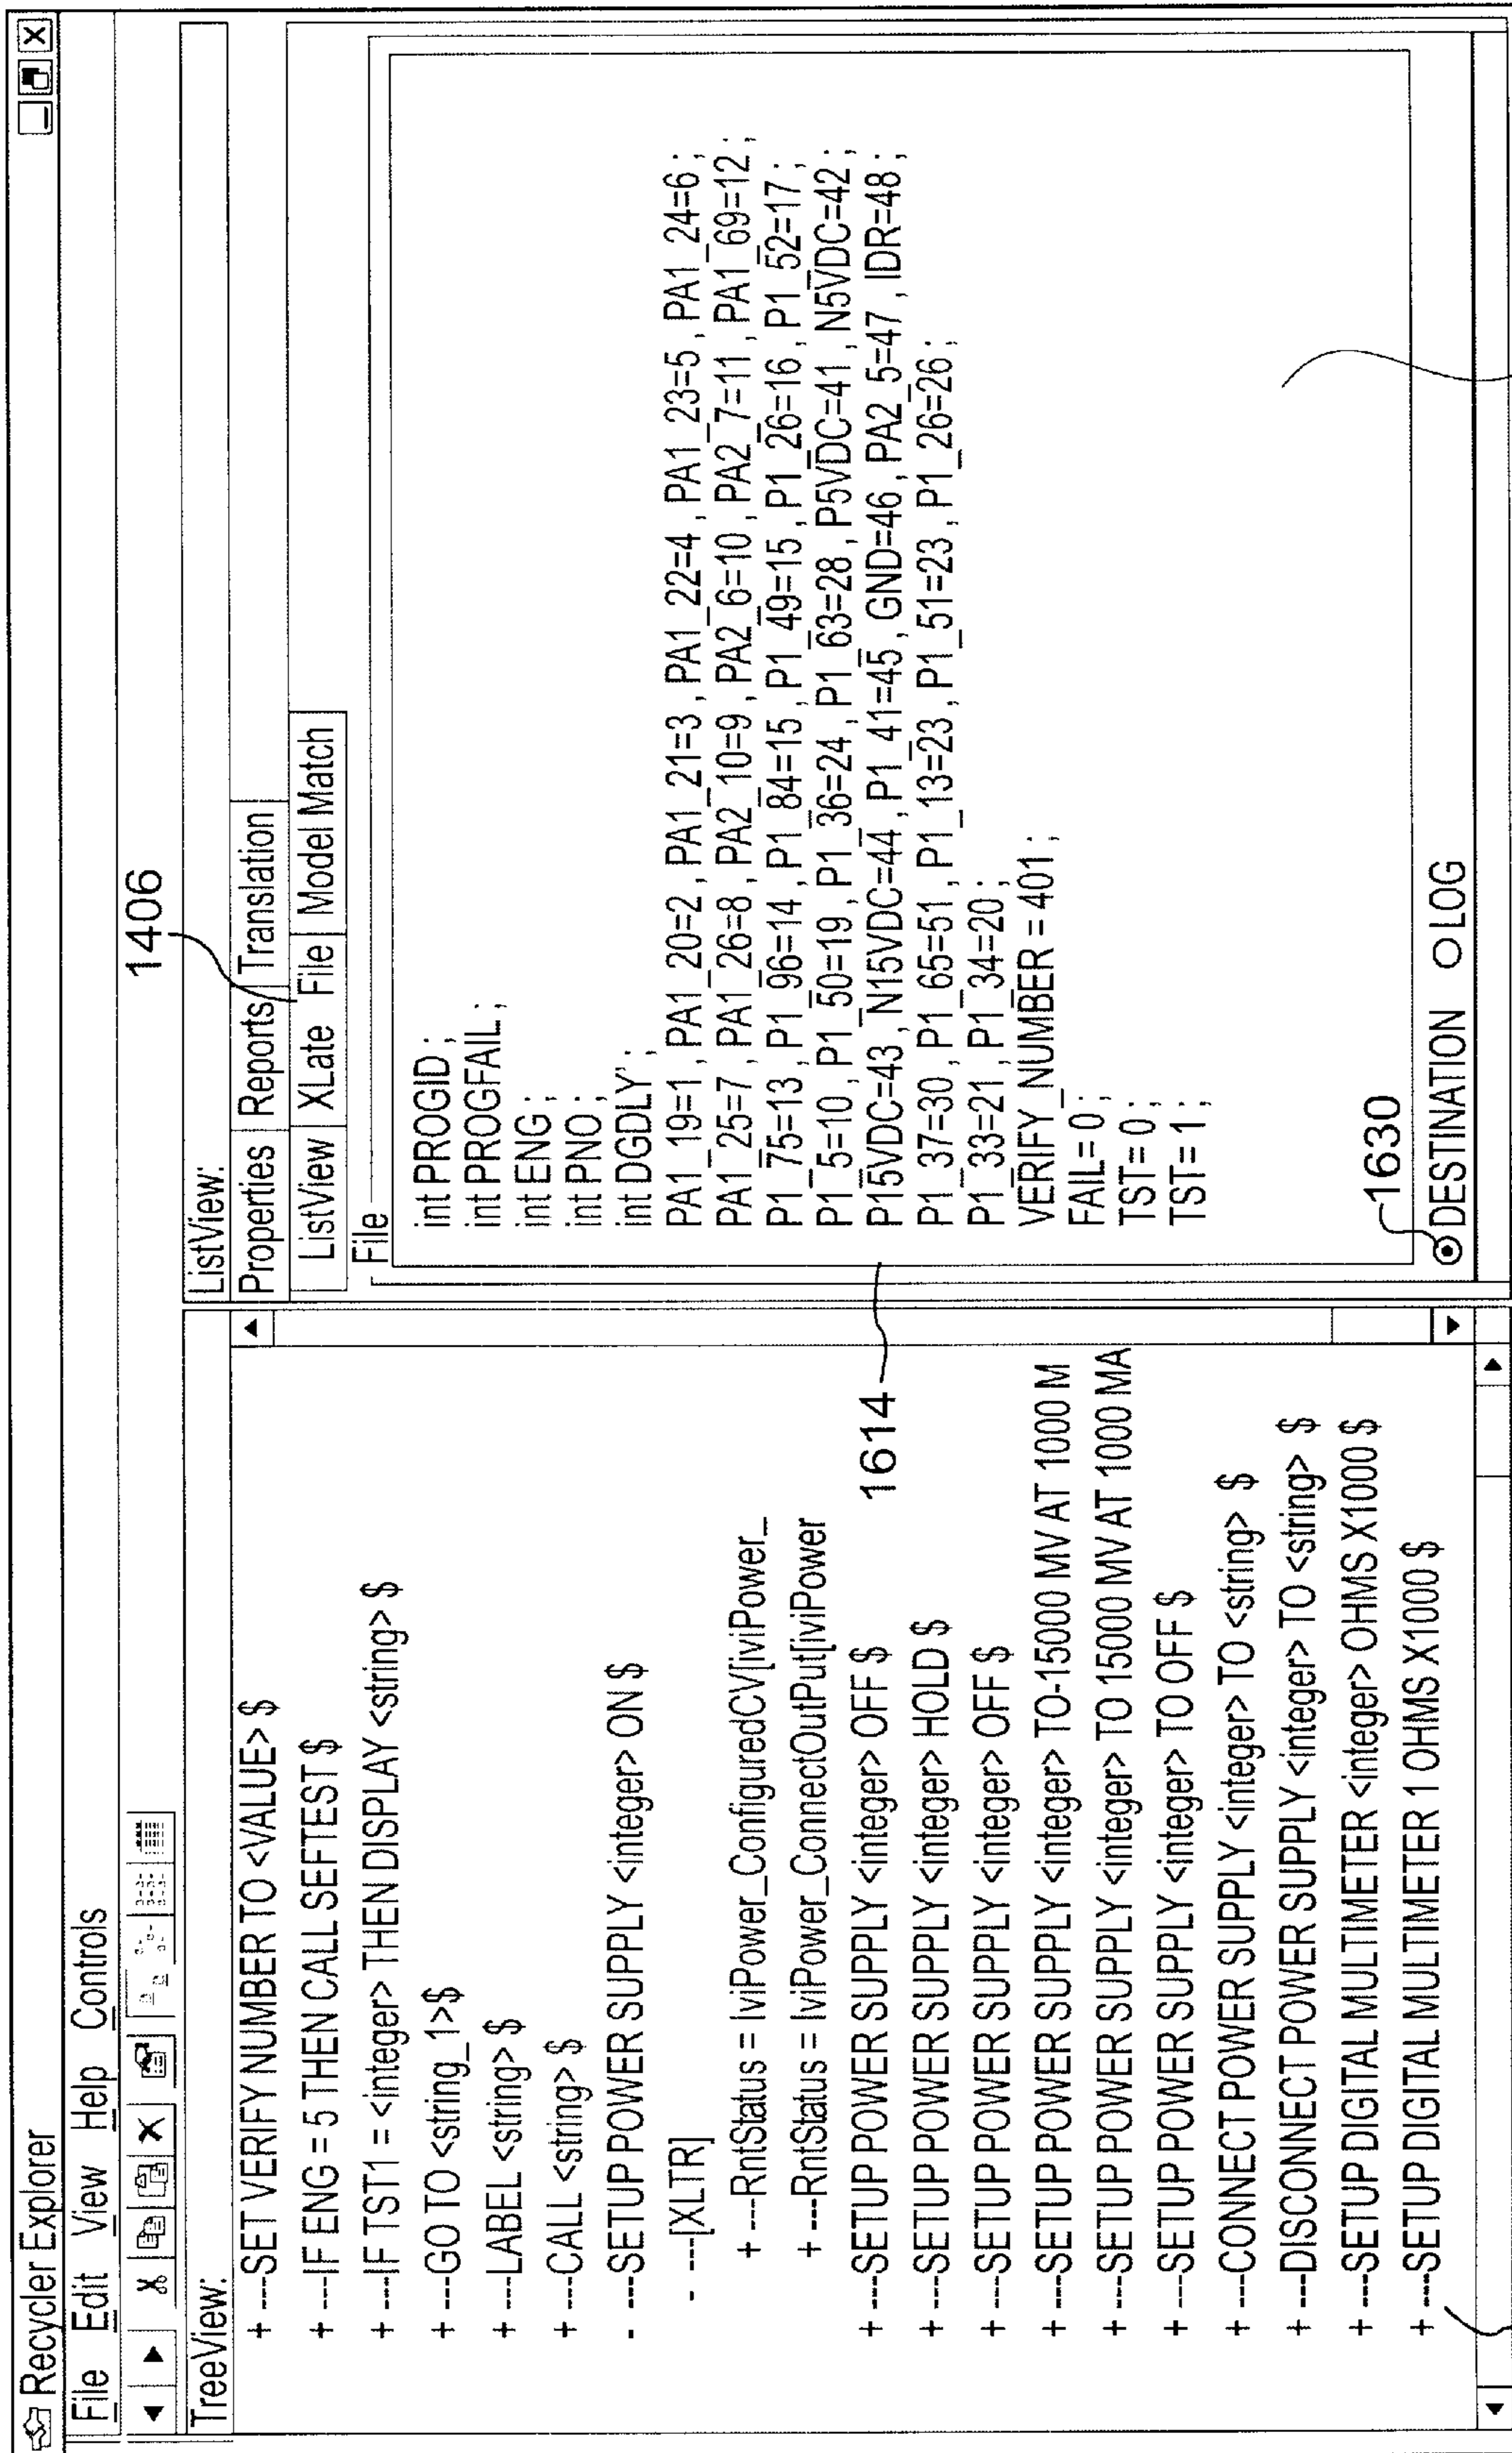 Recycler Explorer
File Edit View Help Controls
1406
TreeView:
+ ---SET VERIFY NUMBER TO <VALUE> $
+ ---IF ENG = 5 THEN CALL SEFTEST $
+ ---IF TST1 = <integer> THEN DISPLAY <string> $
+ ---GO TO <string_1>$
+ ---LABEL <string> $
+ ---CALL <string> $
- ---SETUP POWER SUPPLY <integer> ON $
- ---[XLTR]
+ ---RntStatus = IviPower_ConfiguredCV[iviPower_
+ ---RntStatus = IviPower_ConnectOutPut[iviPower
+ ---SETUP POWER SUPPLY <integer> OFF $
+ ---SETUP POWER SUPPLY <integer> HOLD $
+ ---SETUP POWER SUPPLY <integer> OFF $
+ ---SETUP POWER SUPPLY <integer> TO-15000 MV AT 1000 M
+ ---SETUP POWER SUPPLY <integer> TO 15000 MV AT 1000 MA
+ ---SETUP POWER SUPPLY <integer> TO OFF $
+ ---CONNECT POWER SUPPLY <integer> TO <string> $
+ ---DISCONNECT POWER SUPPLY <integer> TO <string> $
+ ---SETUP DIGITAL MULTIMETER <integer> OHMS X1000 $
+ ---SETUP DIGITAL MULTIMETER 1 OHMS X1000 $
ListView:
Properties Reports Translation
ListView XLate File Model Match
File
int PROGID ;
int PROGFAIL ;
int ENG ;
int PNO ;
int DGDLY' ;
PA1_19=1 , PA1_20=2 , PA1_21=3 , PA1_22=4 , PA1_23=5 , PA1_24=6 ;
PA1_25=7 , PA1_26=8 , PA2_10=9 , PA2_6=10 , PA2_7=11 , PA1_69=12 ;
P1_75=13 , P1_96=14 , P1_84=15 , P1_49=15 , P1_26=16 , P1_52=17 ;
P1_5=10 , P1_50=19 , P1_36=24 , P1_63=28 , P5VDC=41 , N5VDC=42 ;
P15VDC=43 , N15VDC=44 , P1_41=45 , GND=46 , PA2_5=47 , IDR=48 ;
P1_37=30 , P1_65=51 , P1_13=23 , P1_51=23 , P1_26=26 ;
P1_33=21 , P1_34=20 ;
VERIFY_NUMBER = 401 ;
FAIL= 0 ;
TST= 0 ;
TST= 1 ;
1614
1630
DESTINATION LOG